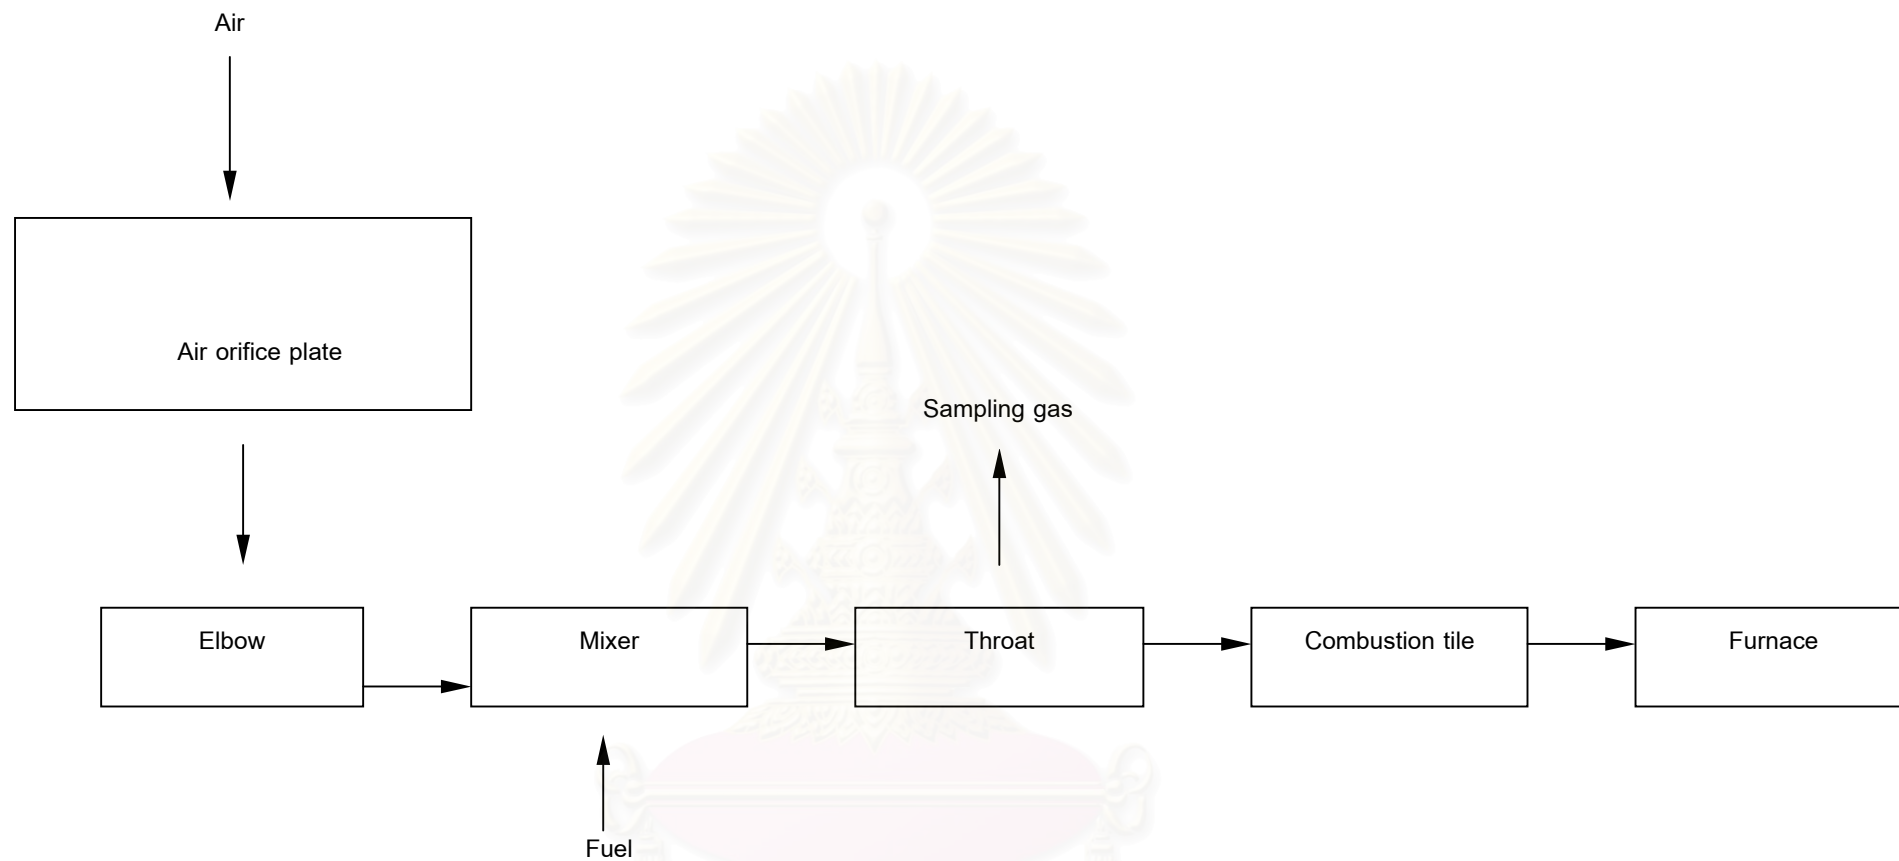 Air
Air orifice plate
Sampling gas
Elbow
Mixer
Throat
Combustion tile
Furnace
Fuel